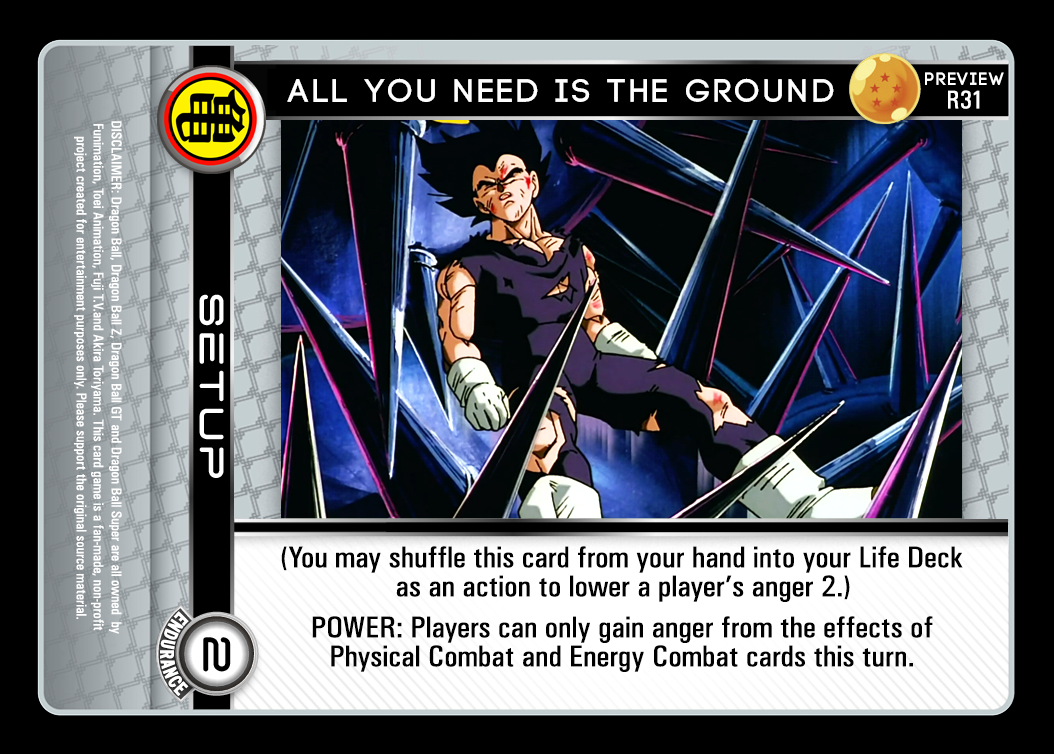 ALL YOU NEED IS THE GROUND
PREVIEW
R31
SETUP
(You may shuffle this card from your hand into your Life Deck
as an action to lower a player's anger 2.)
POWER: Players can only gain anger from the effects of
Physical Combat and Energy Combat cards this turn.
ENDURANCE
2
DISCLAIMER: Dragon Ball, Dragon Ball Z, Dragon Ball GT and Dragon Ball Super are all owned by
Funimation, Toei Animation, Fuji T.V.and Akira Toriyama. This card game is a fan-made, non-profit
project created for entertainment purposes only. Please support the original source material.